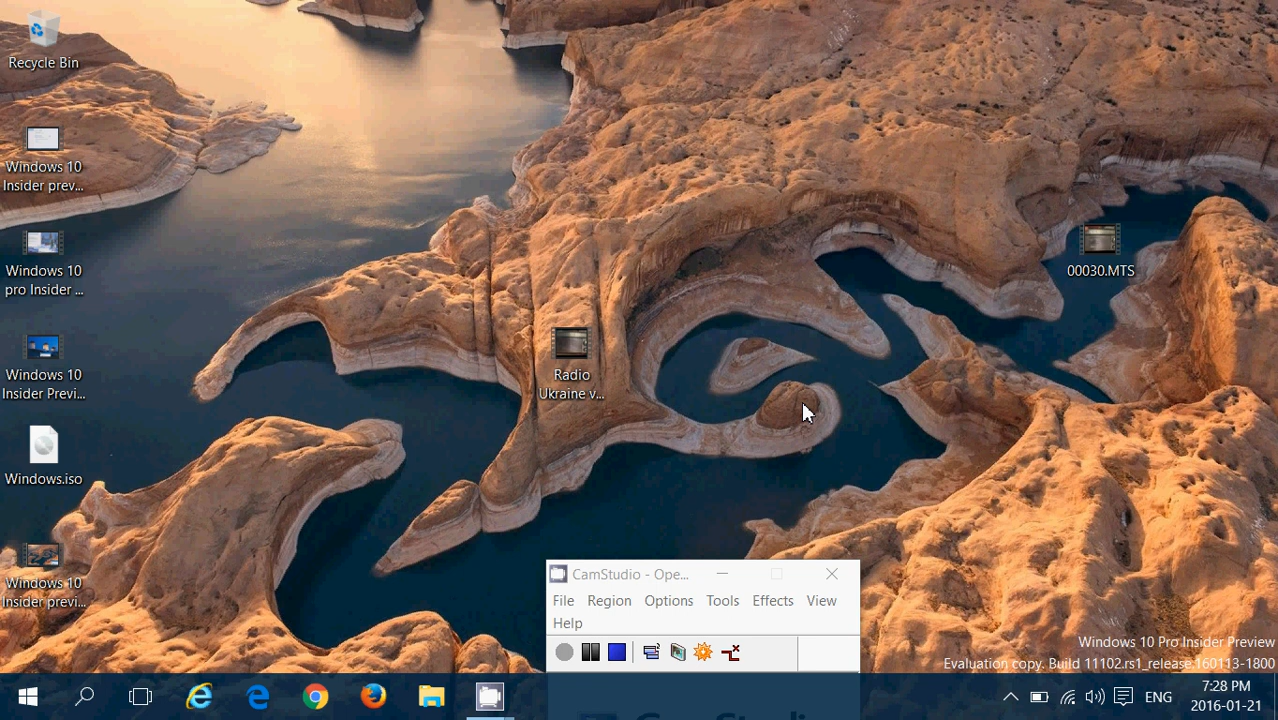 Recycle Bin
Windows 10
Insider prev...
Windows 10
pro Insider ...
Windows 10
Insider Previ...
Windows.iso
Windows 10
Insider previ...
Radio
Ukraine v...
00030.MTS
CamStudio - Ope...
File Region Options Tools Effects View
Help
Windows 10 Pro Insider Preview
Evaluation copy. Build 11102.rs1_release.160113-1800
ENG
7:28 PM
2016-01-21